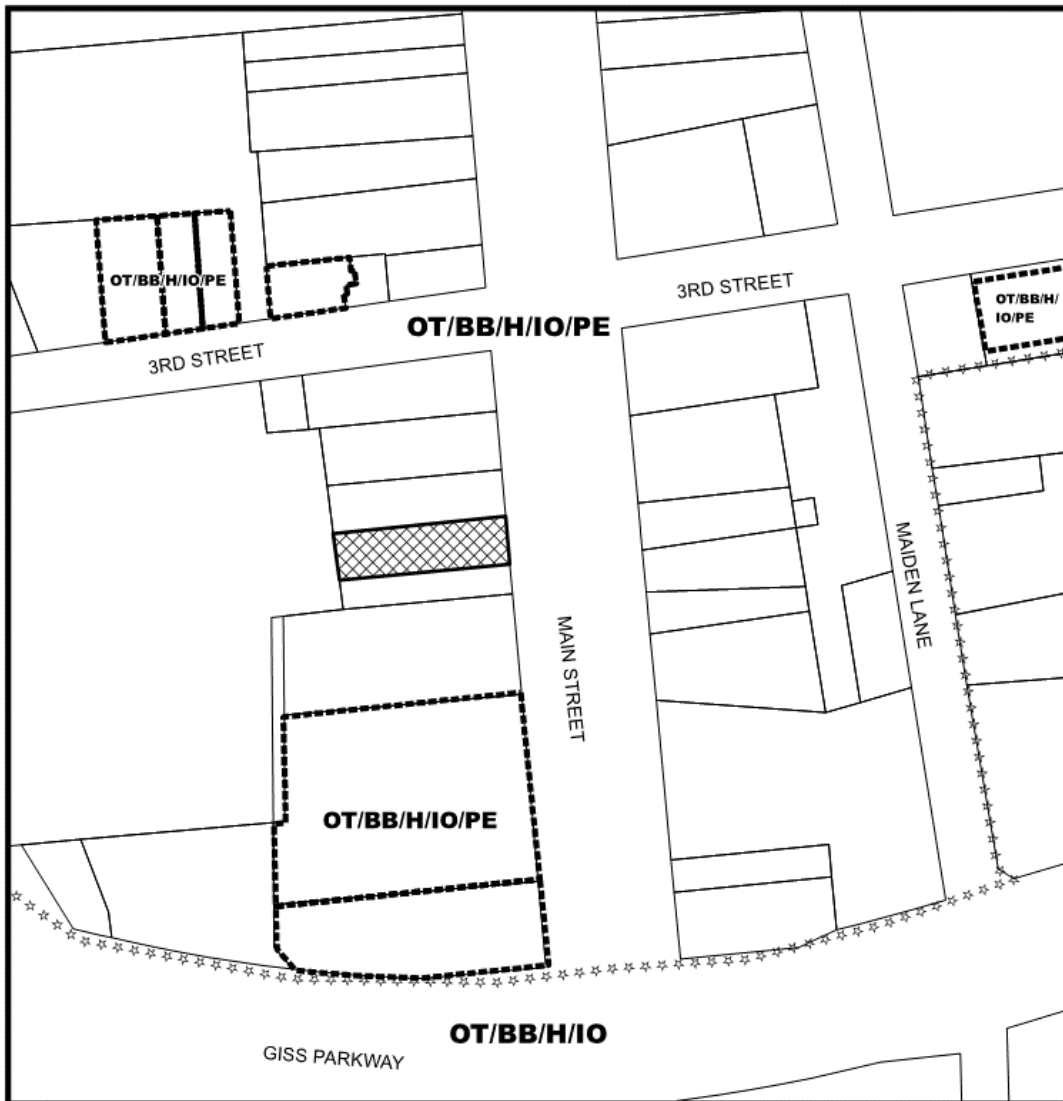 OT/BB/H/IO/PE
3RD STREET
OT/BB/H/IO/PE
3RD STREET
OT/BB/H/
IO/PE
MAIN STREET
MAIDEN LANE
OT/BB/H/IO/PE
OT/BB/H/IO
GISS PARKWAY